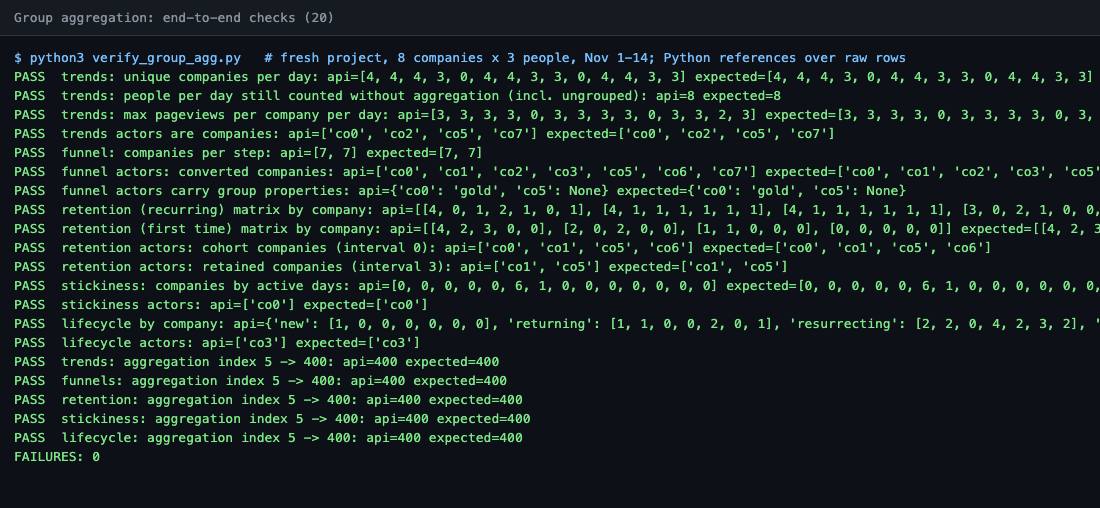 Group aggregation: end-to-end checks (20)
$ python3 verify_group_agg.py   # fresh project, 8 companies x 3 people, Nov 1-14; Python references over raw rows
PASS  trends: unique companies per day: api=[4, 4, 4, 3, 0, 4, 4, 3, 3, 0, 4, 4, 3, 3] expected=[4, 4, 4, 3, 0, 4, 4, 3, 3, 0, 4, 4, 3, 3]
PASS  trends: people per day still counted without aggregation (incl. ungrouped): api=8 expected=8
PASS  trends: max pageviews per company per day: api=[3, 3, 3, 3, 0, 3, 3, 3, 3, 0, 3, 3, 2, 3] expected=[3, 3, 3, 3, 0, 3, 3, 3, 3, 0, 3,
PASS  trends actors are companies: api=['co0', 'co2', 'co5', 'co7'] expected=['co0', 'co2', 'co5', 'co7']
PASS  funnel: companies per step: api=[7, 7] expected=[7, 7]
PASS  funnel actors: converted companies: api=['co0', 'co1', 'co2', 'co3', 'co5', 'co6', 'co7'] expected=['co0', 'co1', 'co2', 'co3', 'co5'
PASS  funnel actors carry group properties: api={'co0': 'gold', 'co5': None} expected={'co0': 'gold', 'co5': None}
PASS  retention (recurring) matrix by company: api=[[4, 0, 1, 2, 1, 0, 1], [4, 1, 1, 1, 1, 1, 1], [4, 1, 1, 1, 1, 1, 1], [3, 0, 2, 1, 0, 0,
PASS  retention (first time) matrix by company: api=[[4, 2, 3, 0, 0], [2, 0, 2, 0, 0], [1, 1, 0, 0, 0], [0, 0, 0, 0, 0]] expected=[[4, 2, 3
PASS  retention actors: cohort companies (interval 0): api=['co0', 'co1', 'co5', 'co6'] expected=['co0', 'co1', 'co5', 'co6']
PASS  retention actors: retained companies (interval 3): api=['co1', 'co5'] expected=['co1', 'co5']
PASS  stickiness: companies by active days: api=[0, 0, 0, 0, 0, 6, 1, 0, 0, 0, 0, 0, 0, 0] expected=[0, 0, 0, 0, 0, 6, 1, 0, 0, 0, 0, 0, 0,
PASS  stickiness actors: api=['co0'] expected=['co0']
PASS  lifecycle by company: api={'new': [1, 0, 0, 0, 0, 0, 0], 'returning': [1, 1, 0, 0, 2, 0, 1], 'resurrecting': [2, 2, 0, 4, 2, 3, 2], '
PASS  lifecycle actors: api=['co3'] expected=['co3']
PASS  trends: aggregation index 5 -> 400: api=400 expected=400
PASS  funnels: aggregation index 5 -> 400: api=400 expected=400
PASS  retention: aggregation index 5 -> 400: api=400 expected=400
PASS  stickiness: aggregation index 5 -> 400: api=400 expected=400
PASS  lifecycle: aggregation index 5 -> 400: api=400 expected=400
FAILURES: 0